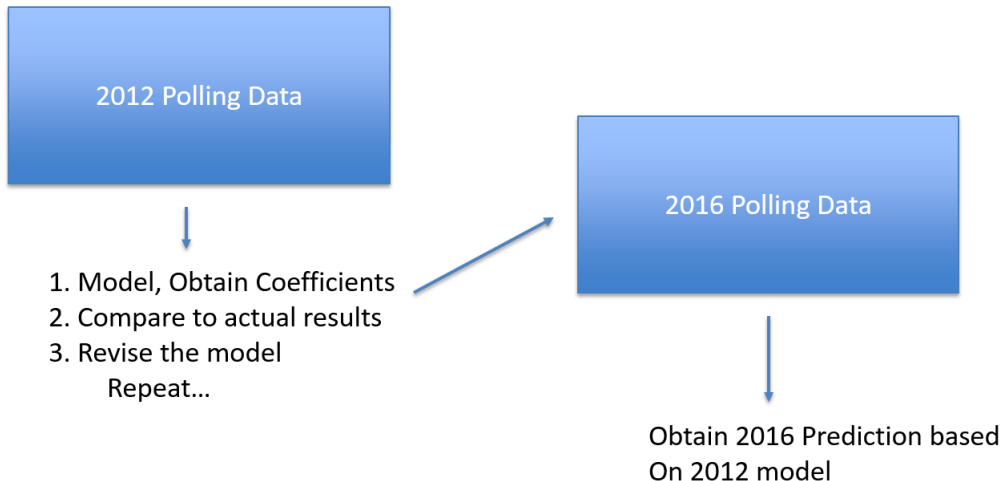 2012 Polling Data
1. Model, Obtain Coefficients
2. Compare to actual results
3. Revise the model
Repeat…
2016 Polling Data
Obtain 2016 Prediction based
On 2012 model